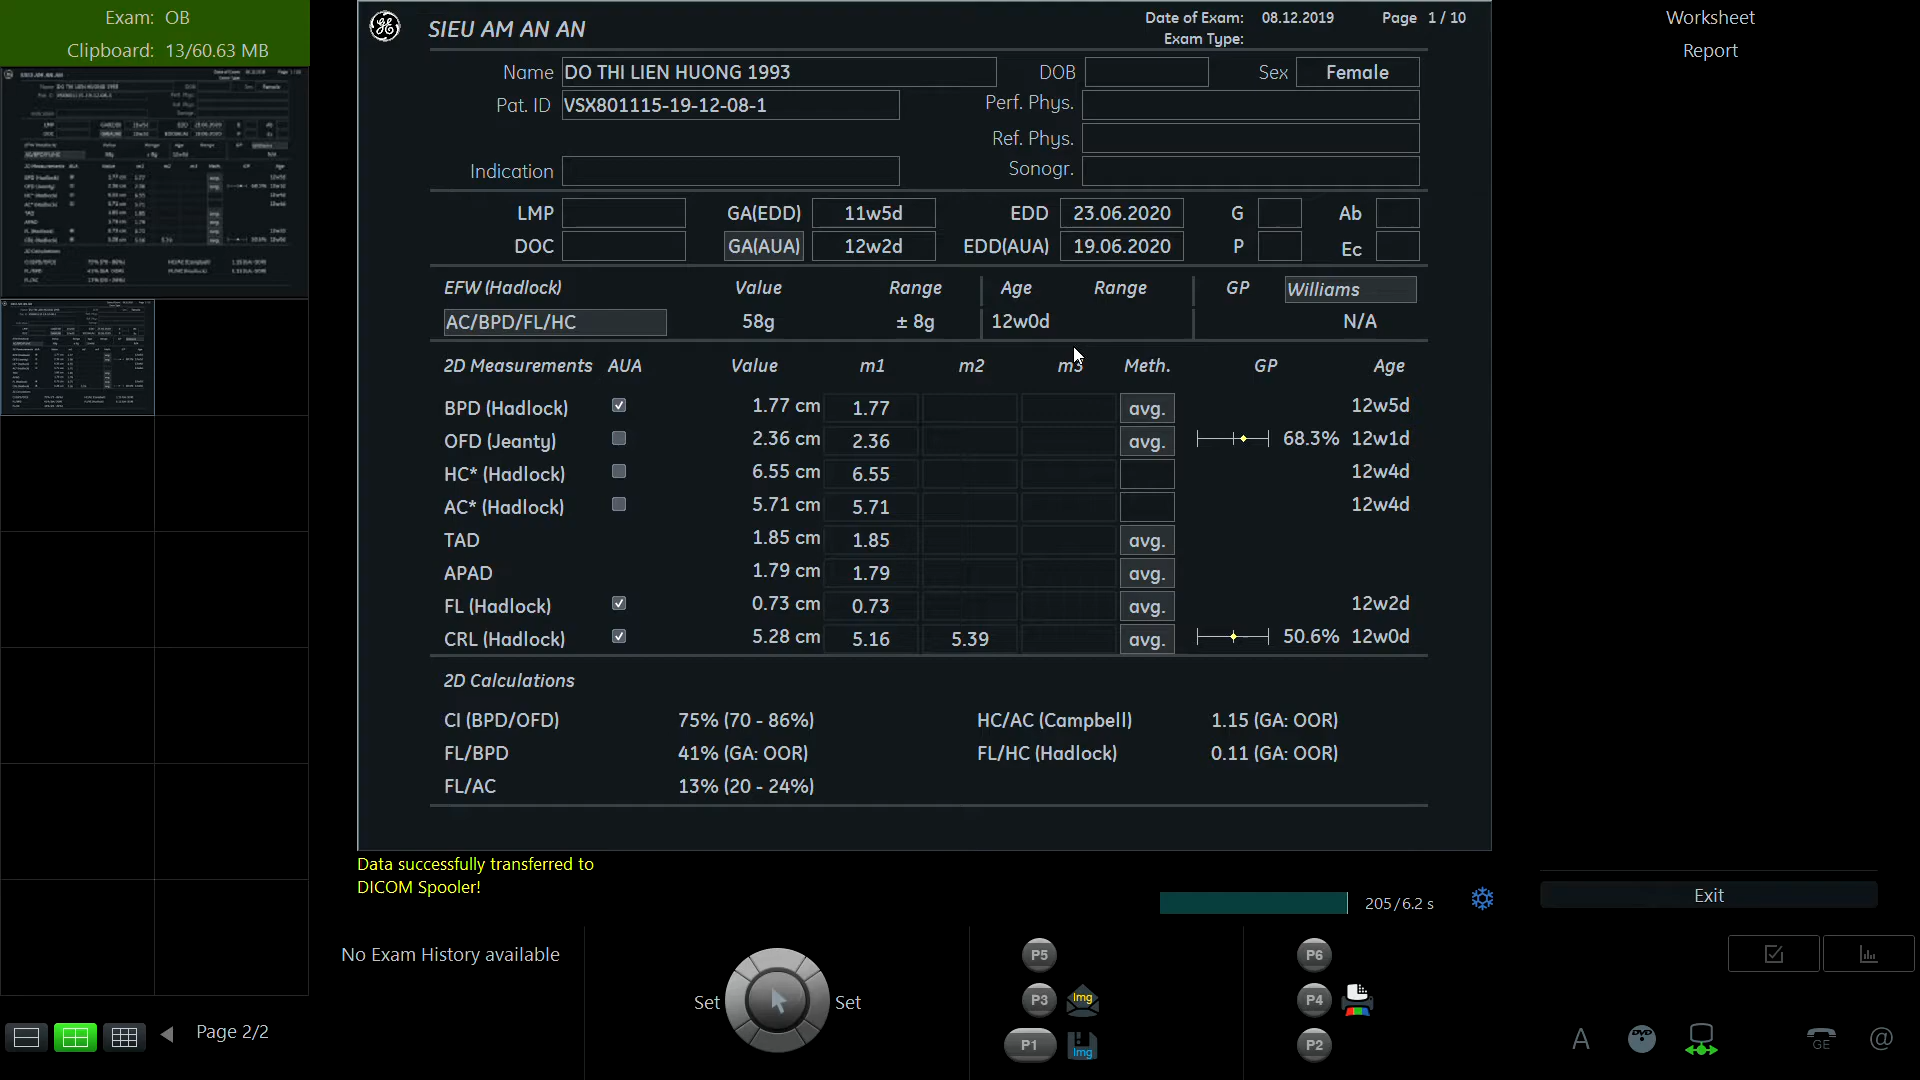 Exam: OB
Clipboard: 13/60.63 MB
SIEU AM AN AN
Date of Exam: 08.12.2019 Page 1 / 10
Exam Type:
Name DO THI LIEN HUONG 1993 DOB Sex Female
Pat. ID VSX801115-19-12-08-1 Perf. Phys.
Ref. Phys.
Indication Sonogr.
LMP GA(EDD) 11w5d EDD 23.06.2020 G Ab
DOC GA(AUA) 12w2d EDD(AUA) 19.06.2020 P Ec
EFW (Hadlock) Value Range Age Range GP Williams
AC/BPD/FL/HC 58g ± 8g 12w0d N/A
2D Measurements AUA Value m1 m2 m3 Meth. GP Age
BPD (Hadlock) 1.77 cm 1.77 avg. 12w5d
OFD (Jeanty) 2.36 cm 2.36 avg. 68.3% 12w1d
HC* (Hadlock) 6.55 cm 6.55 12w4d
AC* (Hadlock) 5.71 cm 5.71 12w4d
TAD 1.85 cm 1.85 avg.
APAD 1.79 cm 1.79 avg.
FL (Hadlock) 0.73 cm 0.73 avg. 12w2d
CRL (Hadlock) 5.28 cm 5.16 5.39 avg. 50.6% 12w0d
2D Calculations
CI (BPD/OFD) 75% (70 - 86%) HC/AC (Campbell) 1.15 (GA: OOR)
FL/BPD 41% (GA: OOR) FL/HC (Hadlock) 0.11 (GA: OOR)
FL/AC 13% (20 - 24%)
Data successfully transferred to
DICOM Spooler!
205/6.2 s
Worksheet
Report
Exit
No Exam History available
Set Set
P5
P3 Img
P1 Img
P6
P4
P2
Page 2/2
A DVD GE @